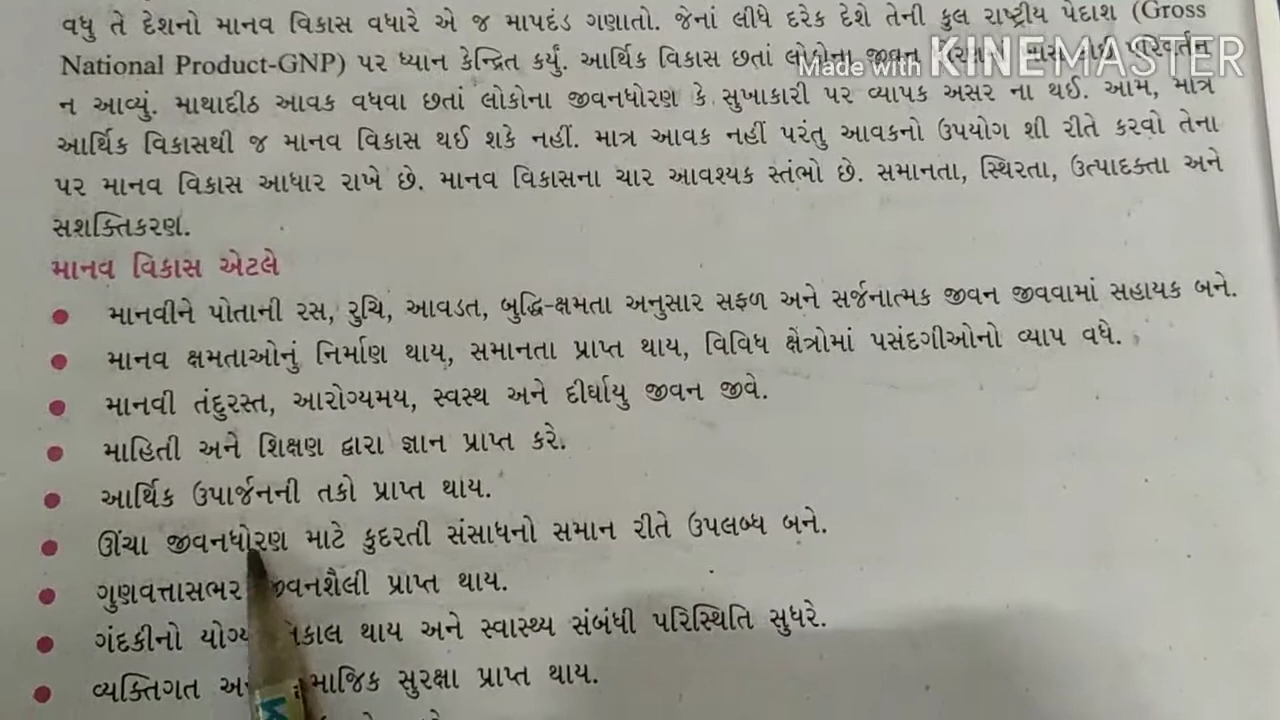 વધુ તે દેશનો માનવ વિકાસ વધારે એ જ માપદંડ ગણાતો. જેનાં લીધે દરેક દેશે તેની કુલ રાષ્ટ્રીય પેદાશ (Gross
National Product-GNP) પર ધ્યાન કેન્દ્રિત કર્યું. આર્થિક વિકાસ છતાં લોકોના જીવન પરિવર્તન
Made with KINEMASTER
ન આવ્યું. માથાદીઠ આવક વધવા છતાં લોકોના જીવનધોરણ કે સુખાકારી પર વ્યાપક અસર ના થઈ. આમ, માત્ર
આર્થિક વિકાસથી જ માનવ વિકાસ થઈ શકે નહીં. માત્ર આવક નહીં પરંતુ આવકનો ઉપયોગ શી રીતે કરવો તેના
પર માનવ વિકાસ આધાર રાખે છે. માનવ વિકાસના ચાર આવશ્યક સ્તંભો છે. સમાનતા, સ્થિરતા, ઉત્પાદકતા અને
સશક્તિકરણ.
માનવ વિકાસ એટલે
● માનવીને પોતાની રસ, રુચિ, આવડત, બુદ્ધિ-ક્ષમતા અનુસાર સફળ અને સર્જનાત્મક જીવન જીવવામાં સહાયક બને.
● માનવ ક્ષમતાઓનું નિર્માણ થાય, સમાનતા પ્રાપ્ત થાય, વિવિધ ક્ષેત્રોમાં પસંદગીઓનો વ્યાપ વધે.
● માનવી તંદુરસ્ત, આરોગ્યમય, સ્વસ્થ અને દીર્ઘાયુ જીવન જીવે.
● માહિતી અને શિક્ષણ દ્વારા જ્ઞાન પ્રાપ્ત કરે.
● આર્થિક ઉપાર્જનની તકો પ્રાપ્ત થાય.
● ઊંચા જીવનધોરણ માટે કુદરતી સંસાધનો સમાન રીતે ઉપલબ્ધ બને.
● ગુણવત્તાસભર જીવનશૈલી પ્રાપ્ત થાય.
● ગંદકીનો થાય અને સ્વાસ્થ્ય સંબંધી પરિસ્થિતિ સુધરે.
● વ્યક્તિગત સુરક્ષા પ્રાપ્ત થાય.